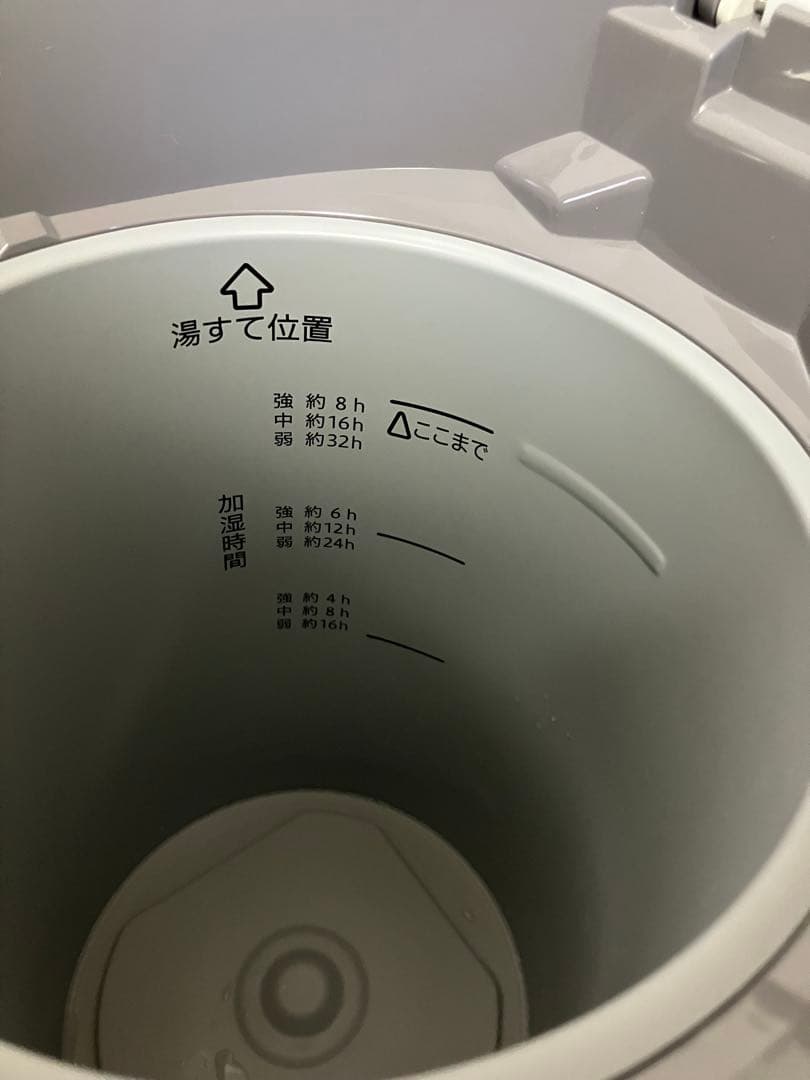 湯すて位置
強 約 8 h
中 約16h
弱 約32h
△ここまで
加湿時間
強 約 6 h
中 約12h
弱 約24h
強 約 4 h
中 約 8 h
弱 約16h